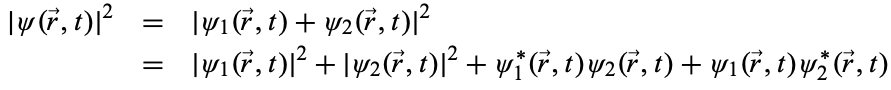 |ψ(r⃗, t)|² = |ψ₁(r⃗, t) + ψ₂(r⃗, t)|²
= |ψ₁(r⃗, t)|² + |ψ₂(r⃗, t)|² + ψ₁*(r⃗, t)ψ₂(r⃗, t) + ψ₁(r⃗, t)ψ₂*(r⃗, t)